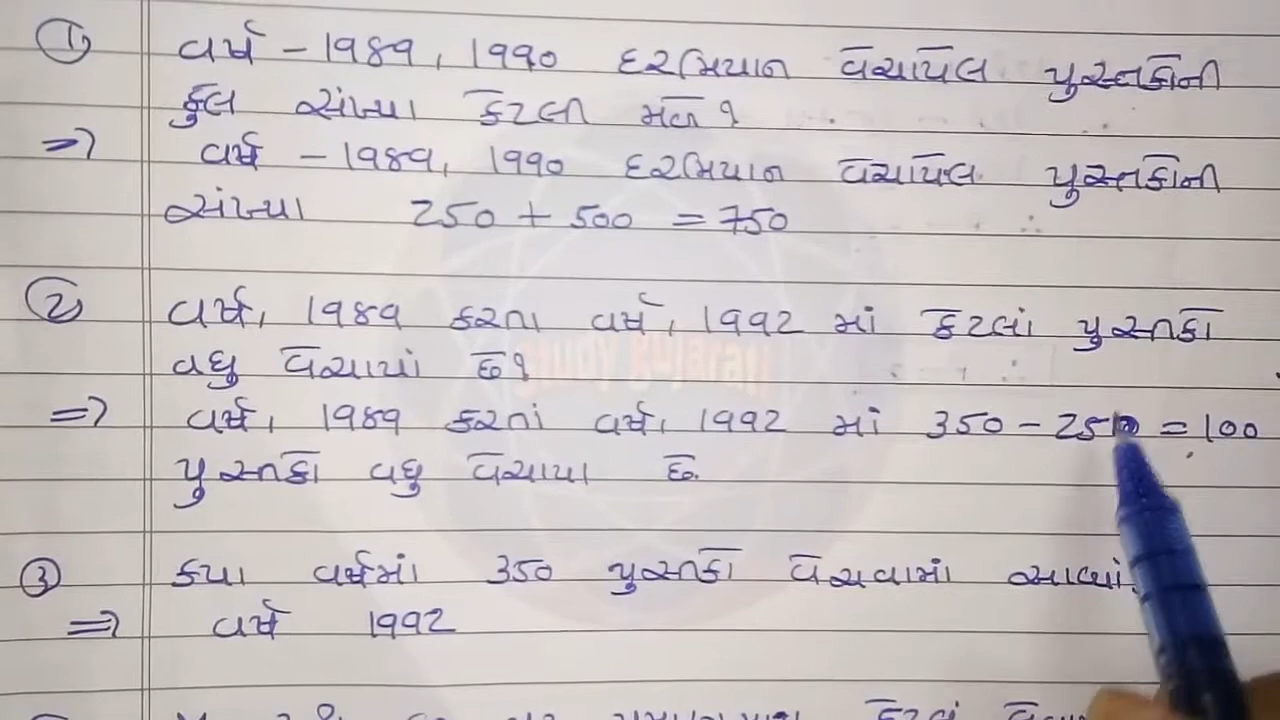 ① વર્ષ - 1989, 1990 દરમિયાન વેચાયેલ પુસ્તકોની
કુલ સંખ્યા કેટલી મળે ?
⇒ વર્ષ - 1989, 1990 દરમિયાન વેચાયેલ પુસ્તકોની
સંખ્યા 250 + 500 = 750
② વર્ષ, 1989 કરતા વર્ષ, 1992 માં કેટલાં પુસ્તકો
વધુ વેચાયાં છે ?
⇒ વર્ષ, 1989 કરતાં વર્ષ, 1992 માં 350 - 250 = 100
પુસ્તકો વધુ વેચાયા છે.
③ કયા વર્ષમાં 350 પુસ્તકો વેચવામાં આવ્યાં.
⇒ વર્ષ 1992